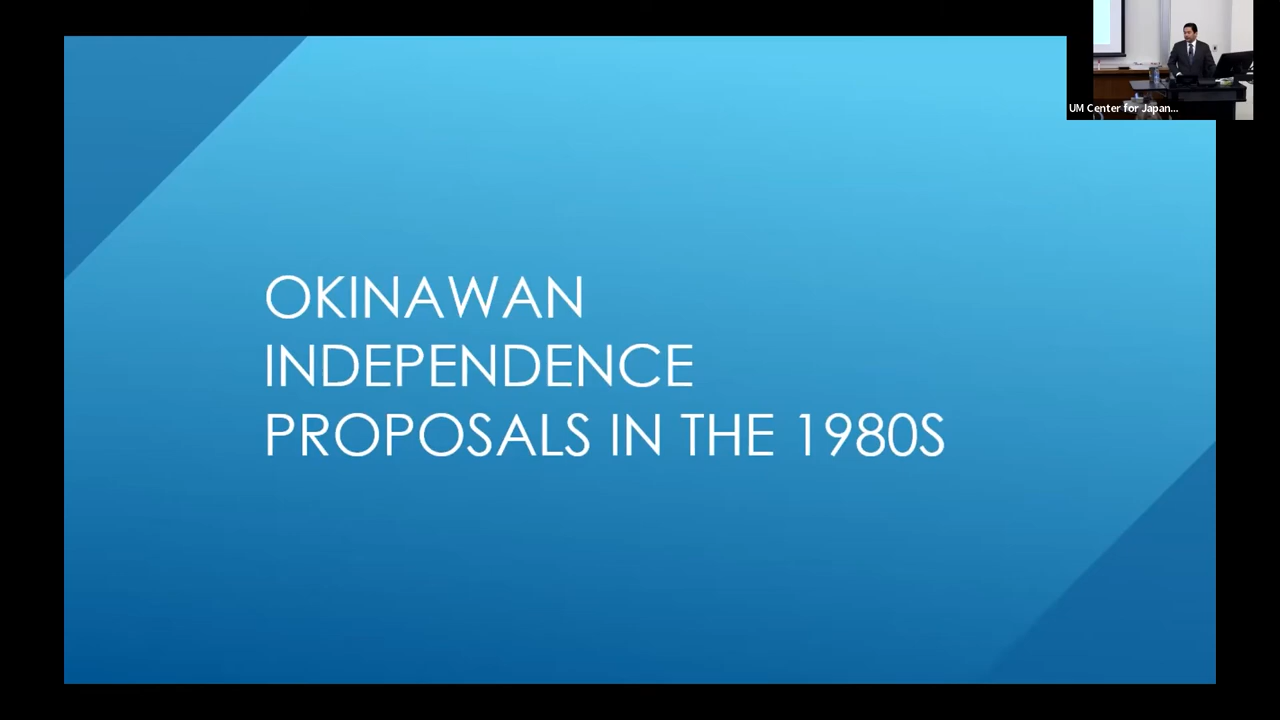 UM Center for Japan...
OKINAWAN
INDEPENDENCE
PROPOSALS IN THE 1980S